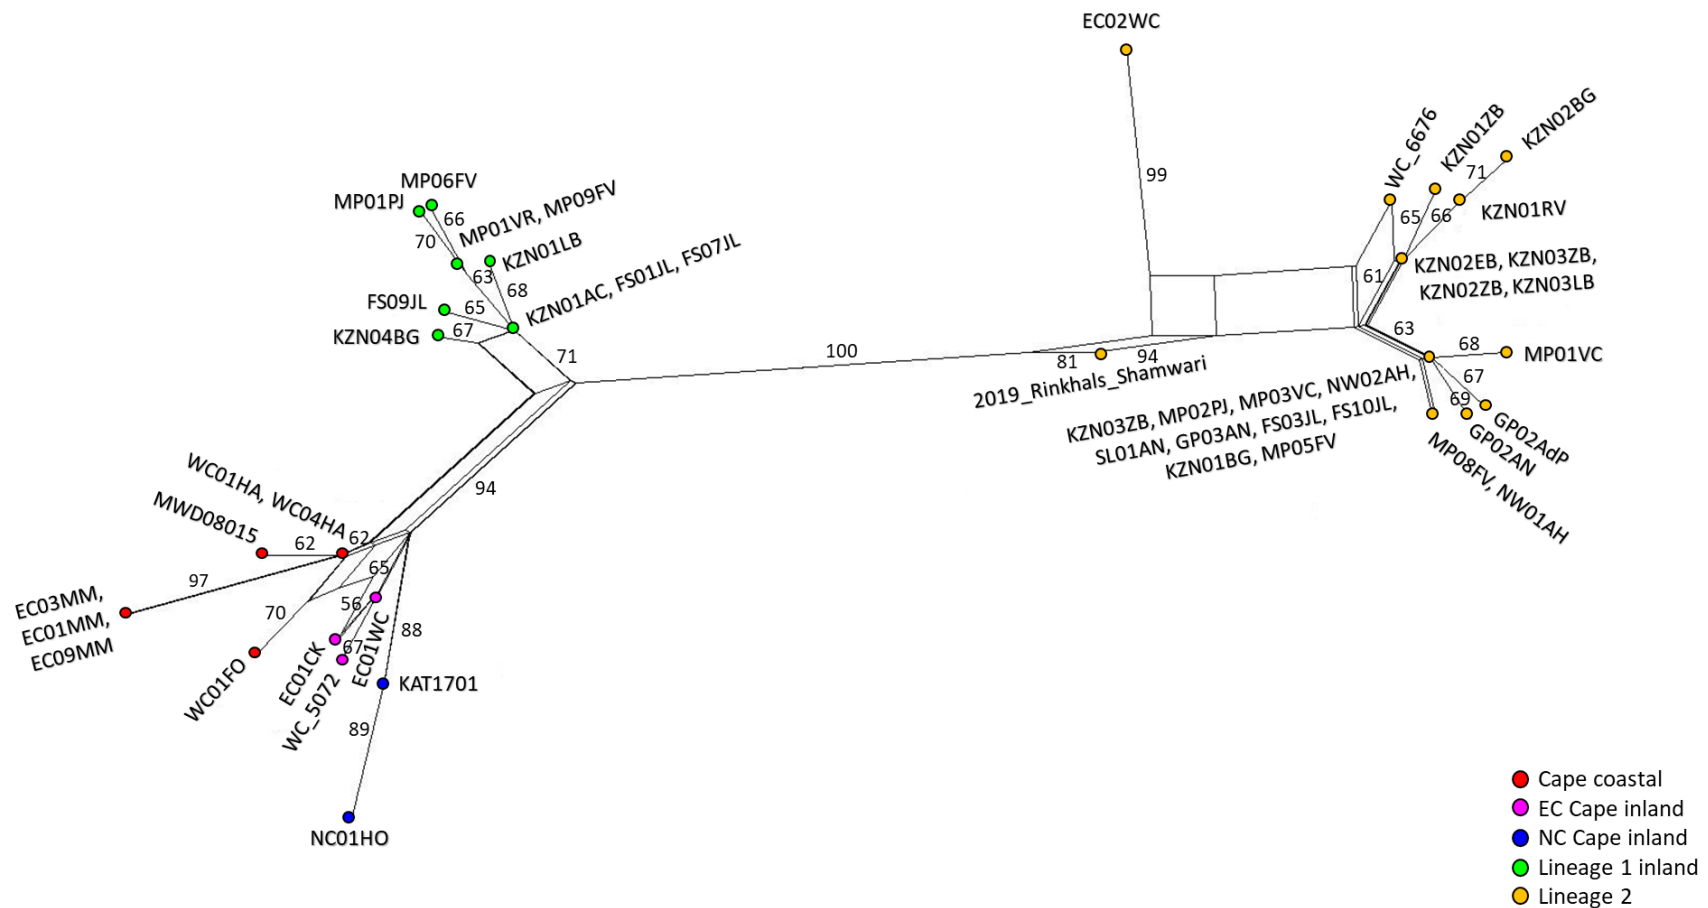 EC02WC
99
WC_6676
KZN01ZB
KZN02BG
71
65
66
KZN01RV
61
KZN02EB, KZN03ZB,
KZN02ZB, KZN03LB
63
68
MP01VC
67
69
GP02AdP
GP02AN
MP08FV, NW01AH
KZN03ZB, MP02PJ, MP03VC, NW02AH,
SL01AN, GP03AN, FS03JL, FS10JL,
KZN01BG, MP05FV
94
81
2019_Rinkhals_Shamwari
100
MP06FV
MP01PJ
66
70
MP01VR, MP09FV
KZN01LB
63
68
KZN01AC, FS01JL, FS07JL
FS09JL
65
KZN04BG
67
71
94
WC01HA, WC04HA
MWD08015
62
62
97
EC03MM,
EC01MM,
EC09MM
70
WC01FO
65
56
67
EC01CK
WC_5072
EC01WC
88
KAT1701
89
NC01HO
Cape coastal
EC Cape inland
NC Cape inland
Lineage 1 inland
Lineage 2